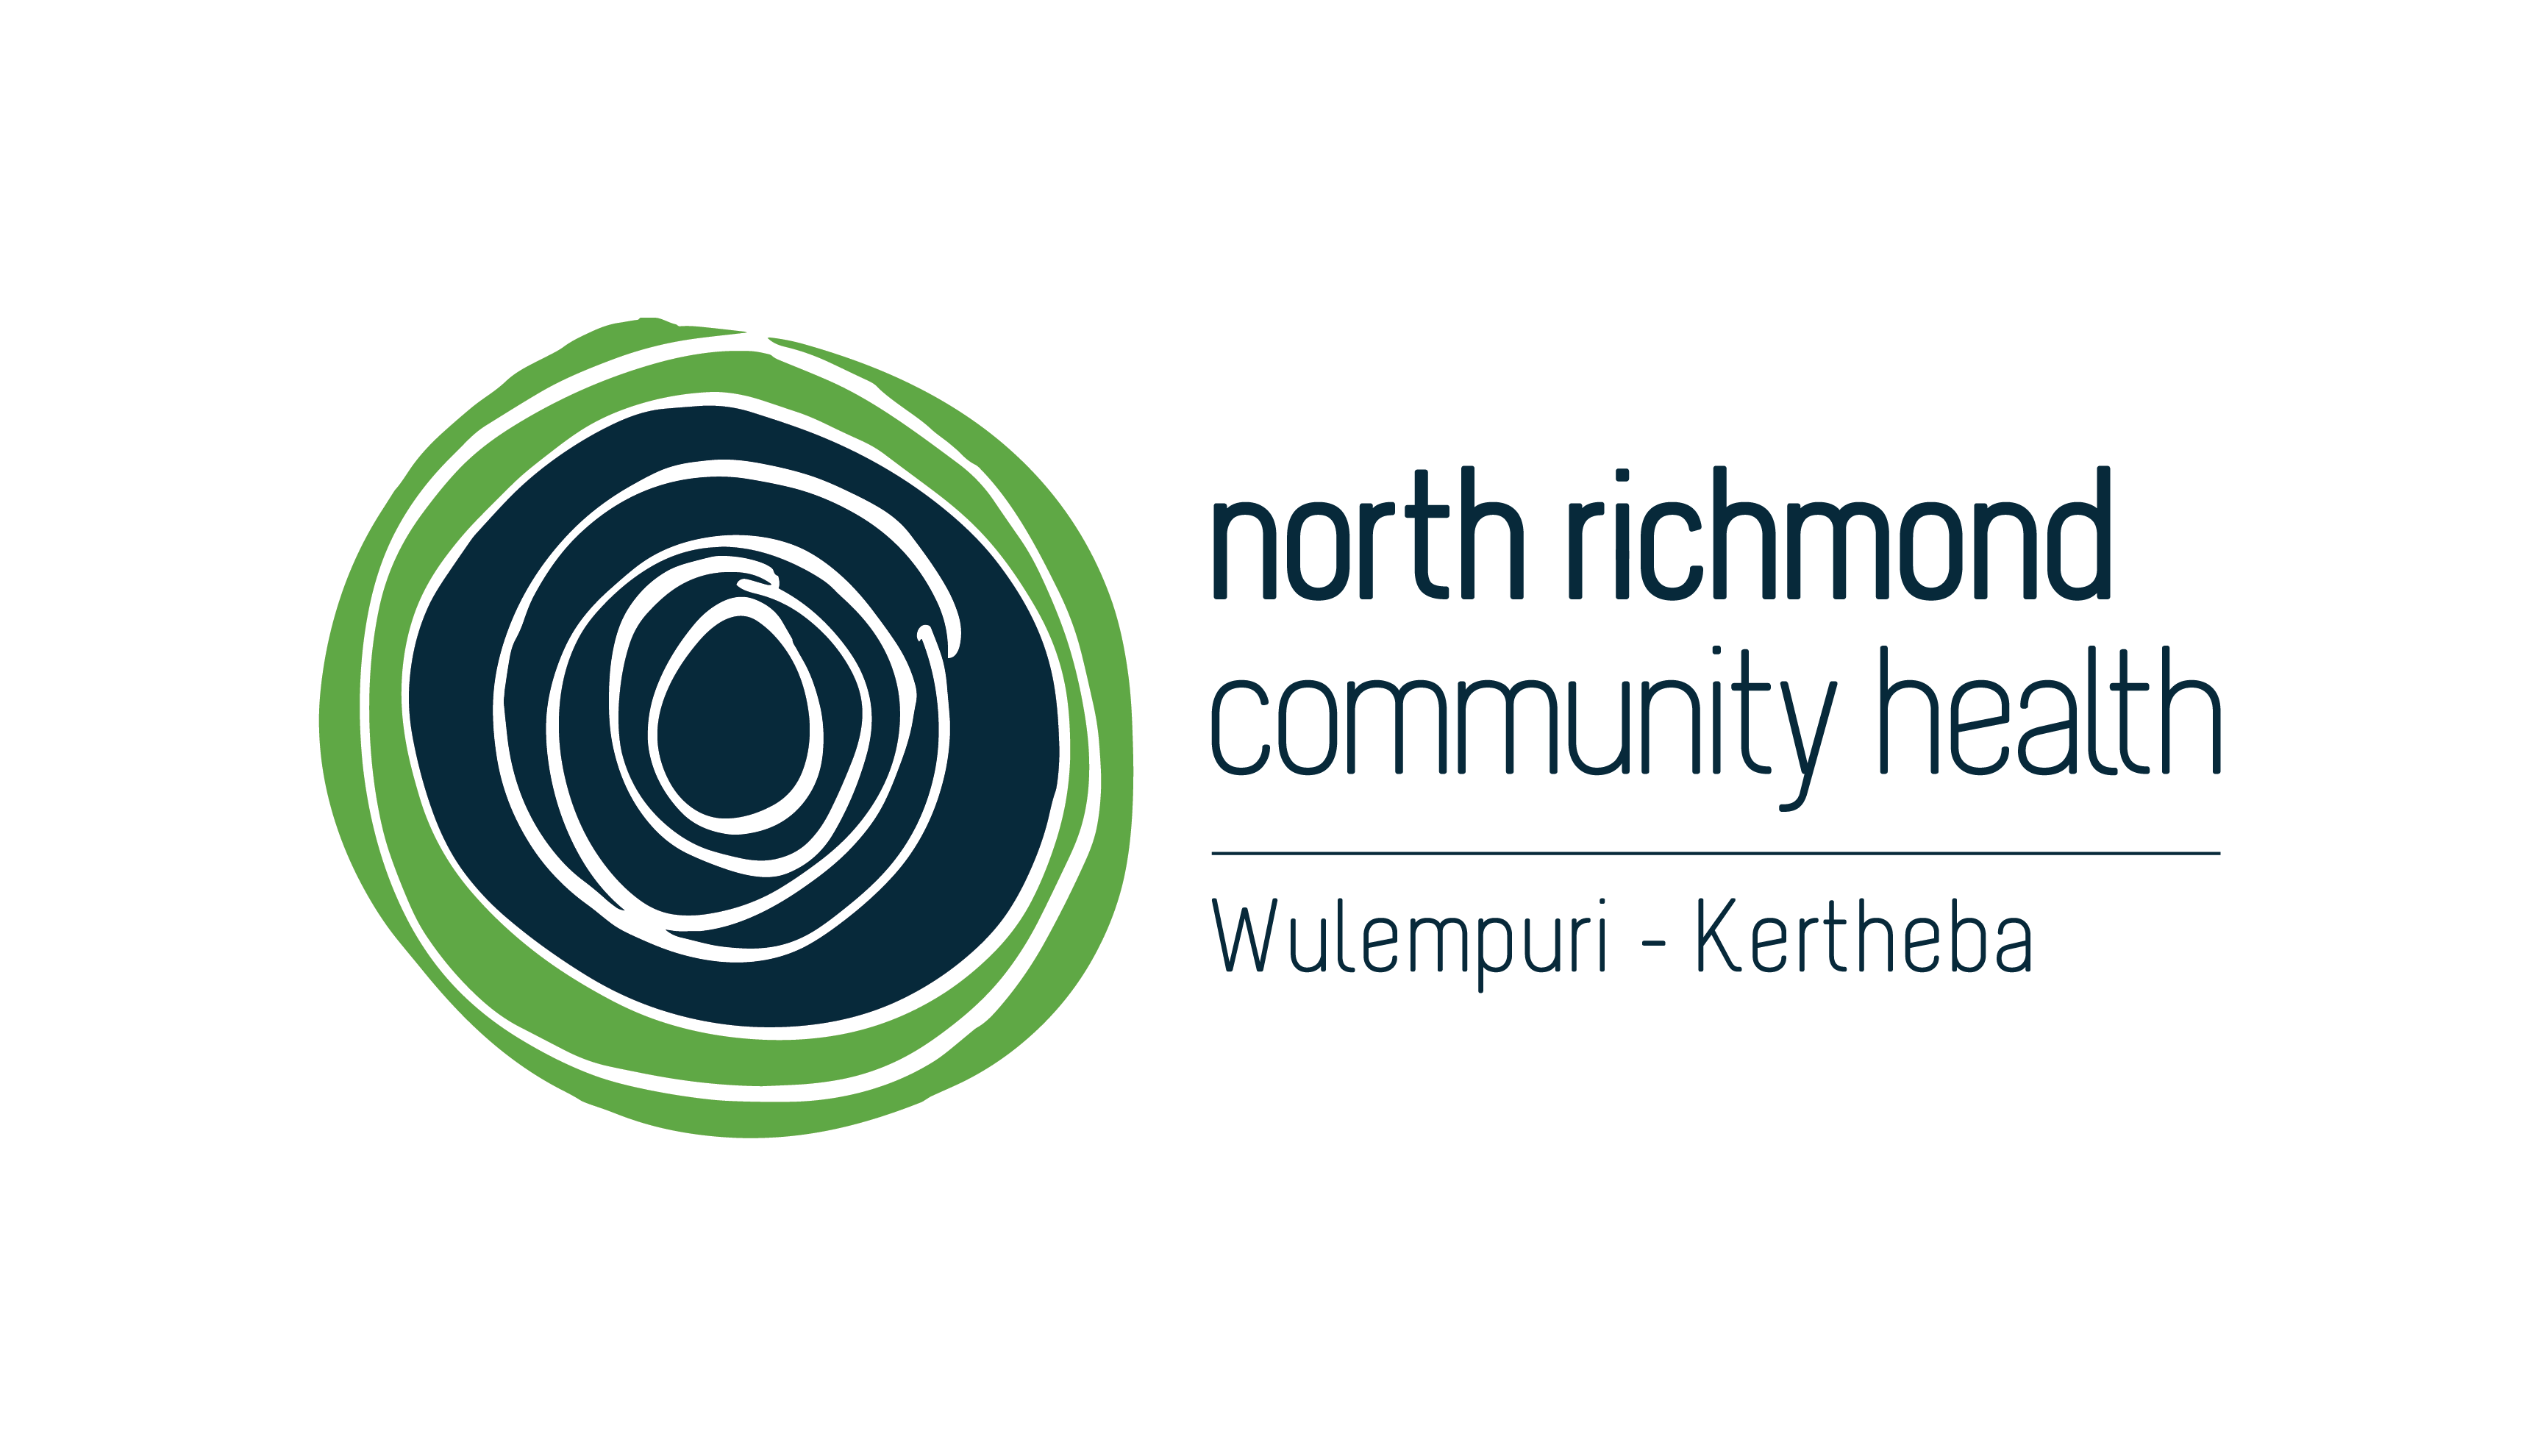 north richmond
community health
Wulempuri - Kertheba